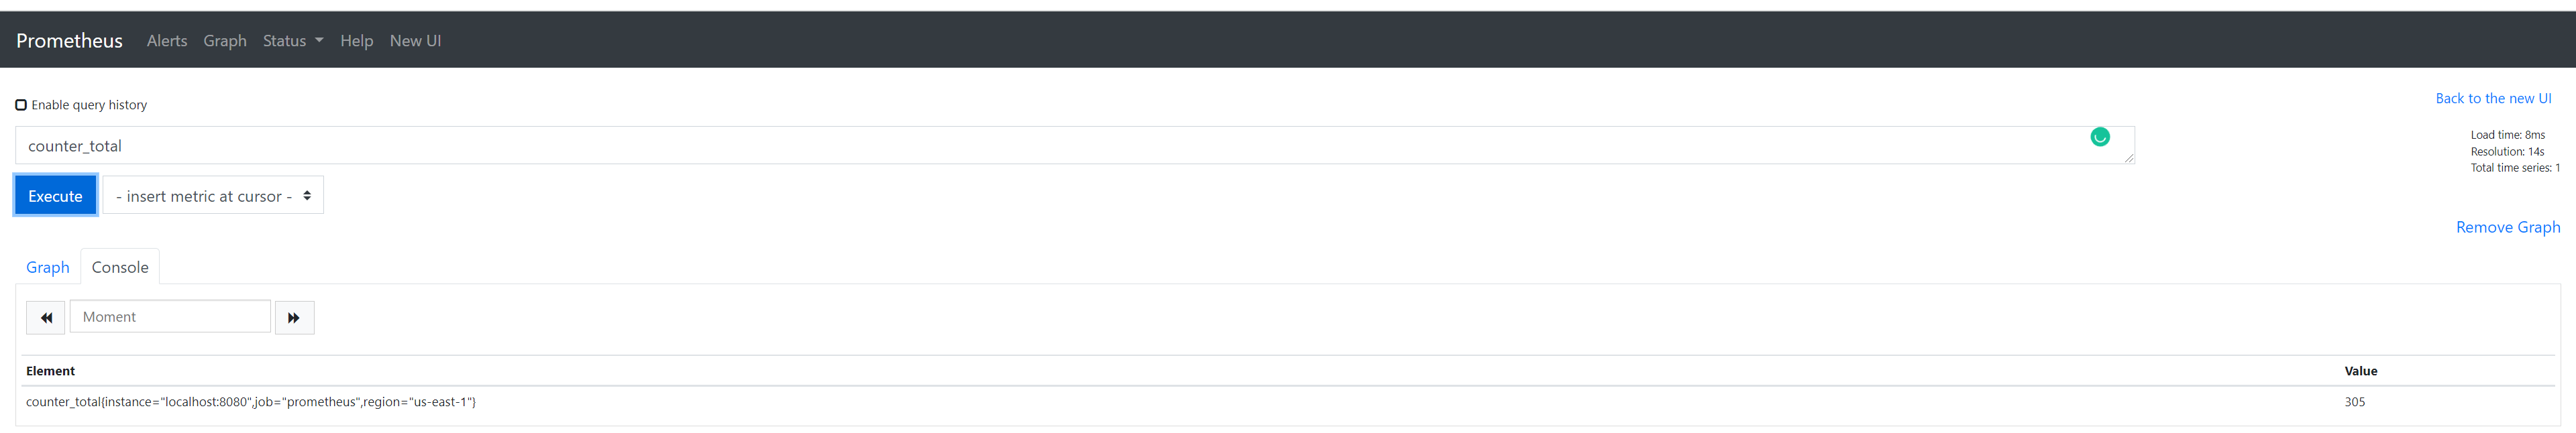 Prometheus Alerts Graph Status Help New UI
Enable query history
Back to the new UI
counter_total
Load time: 8ms
Resolution: 14s
Total time series: 1
Execute - insert metric at cursor -
Remove Graph
Graph Console
Moment
Element Value
counter_total{instance="localhost:8080",job="prometheus",region="us-east-1"} 305